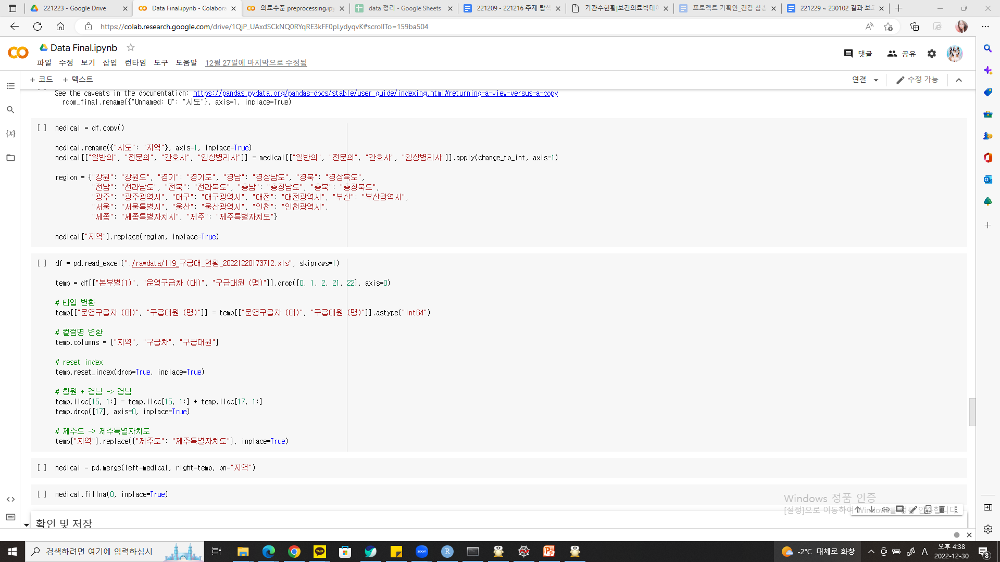 221223 - Google Drive
Data Final.ipynb - Colabora
의료수준 preprocessing.ipy
data 정리 - Google Sheets
221209 - 221216 주제 탐색
기관수현황|보건의료빅데이
프로젝트 기획안_건강 삼층
221229 ~ 230102 결과 보고
https://colab.research.google.com/drive/1QjP_UAxdSCkNQ0RYqRE3kFF0pLydyqvK#scrollTo=159ba504
Data Final.ipynb
댓글
공유
파일 수정 보기 삽입 런타임 도구 도움말 12월 27일에 마지막으로 수정됨
+ 코드 + 텍스트
연결
수정 가능
See the caveats in the documentation: https://pandas.pydata.org/pandas-docs/stable/user_guide/indexing.html#returning-a-view-versus-a-copy
room_final.rename({"Unnamed: 0": "시도"}, axis=1, inplace=True)
[ ] medical = df.copy()
medical.rename({"시도": "지역"}, axis=1, inplace=True)
medical[["일반의", "전문의", "간호사", "임상병리사"]] = medical[["일반의", "전문의", "간호사", "임상병리사"]].apply(change_to_int, axis=1)
region = {"강원": "강원도", "경기": "경기도", "경남": "경상남도", "경북": "경상북도",
"전남": "전라남도", "전북": "전라북도", "충남": "충청남도", "충북": "충청북도",
"광주": "광주광역시", "대구": "대구광역시", "대전": "대전광역시", "부산": "부산광역시",
"서울": "서울특별시", "울산": "울산광역시", "인천": "인천광역시",
"세종": "세종특별자치시", "제주": "제주특별자치도"}
medical["지역"].replace(region, inplace=True)
[ ] df = pd.read_excel("./rawdata/119_구급대_현황_20221220173712.xls", skiprows=1)
temp = df[["본부별(1)", "운영구급차 (대)", "구급대원 (명)"]].drop([0, 1, 2, 21, 22], axis=0)
# 타입 변환
temp[["운영구급차 (대)", "구급대원 (명)"]] = temp[["운영구급차 (대)", "구급대원 (명)"]].astype("int64")
# 컬럼명 변환
temp.columns = ["지역", "구급차", "구급대원"]
# reset index
temp.reset_index(drop=True, inplace=True)
# 창원 + 경남 -> 경남
temp.iloc[15, 1:] = temp.iloc[15, 1:] + temp.iloc[17, 1:]
temp.drop([17], axis=0, inplace=True)
# 제주도 -> 제주특별자치도
temp["지역"].replace({"제주도": "제주특별자치도"}, inplace=True)
[ ] medical = pd.merge(left=medical, right=temp, on="지역")
[ ] medical.fillna(0, inplace=True)
Windows 정품 인증
[설정]으로 이동하여 Windows를 정품 인증합니다.
확인 및 저장
검색하려면 여기에 입력하십시
TALK
zoom
-2°C 대체로 화창
A
오후 4:38
2022-12-30
8